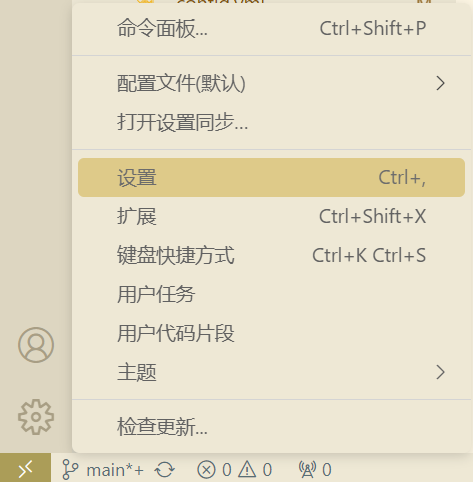 config.yml
M
命令面板... Ctrl+Shift+P
配置文件(默认)
打开设置同步...
设置 Ctrl+,
扩展 Ctrl+Shift+X
键盘快捷方式 Ctrl+K Ctrl+S
用户任务
用户代码片段
主题
检查更新...
main*+ 0 0 0